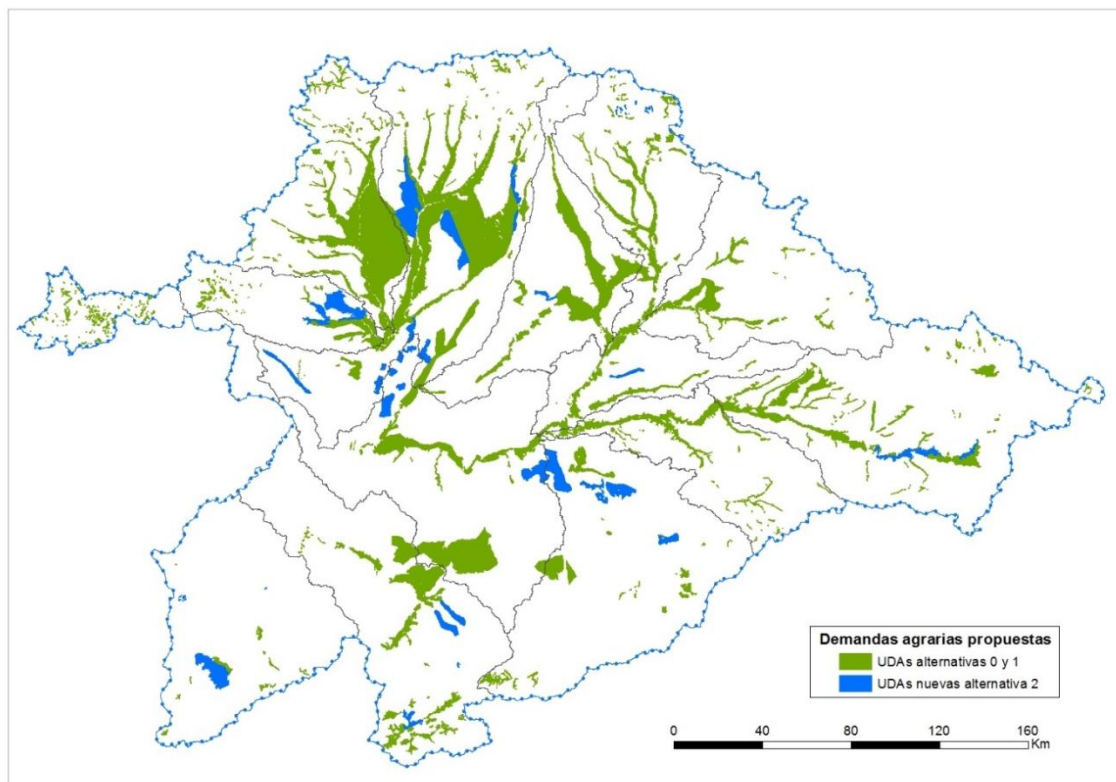 Demandas agrarias propuestas
UDAs alternativas 0 y 1
UDAs nuevas alternativa 2
0 40 80 120 160
Km